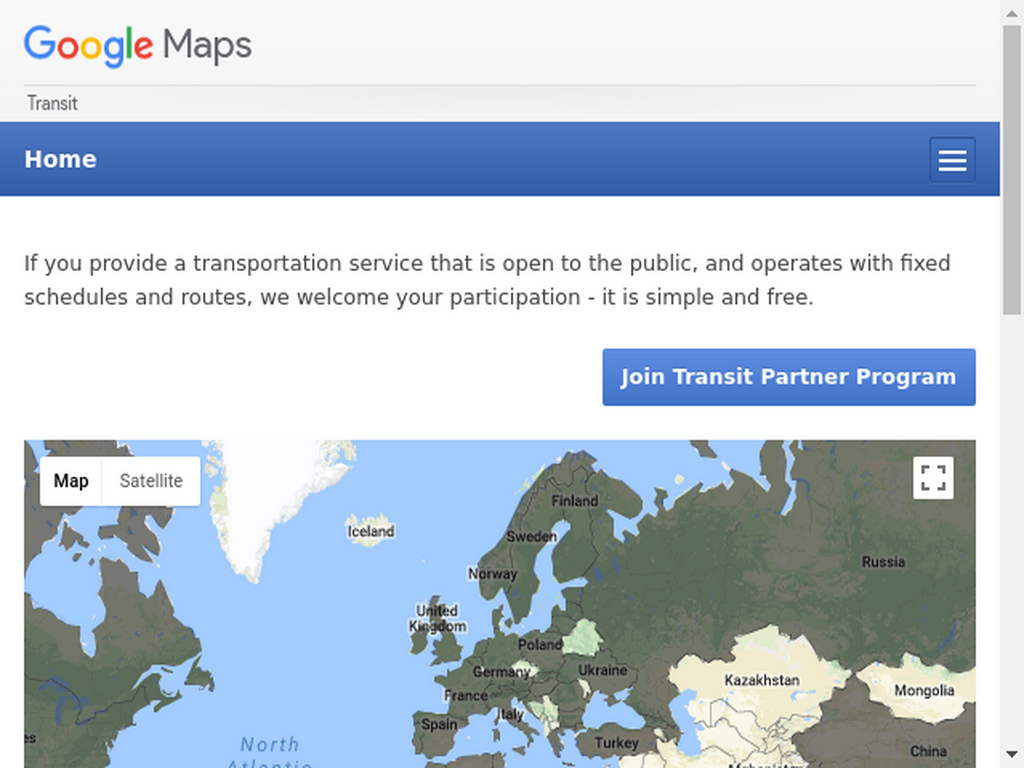 Google Maps
Transit
Home
If you provide a transportation service that is open to the public, and operates with fixed
schedules and routes, we welcome your participation - it is simple and free.
Join Transit Partner Program
Map Satellite
Finland
Iceland
Sweden
Russia
Norway
United
Kingdom
Poland
Germany
Ukraine
Kazakhstan
France
Mongolia
Italy
Spain
North
Turkey
China
Atlantic